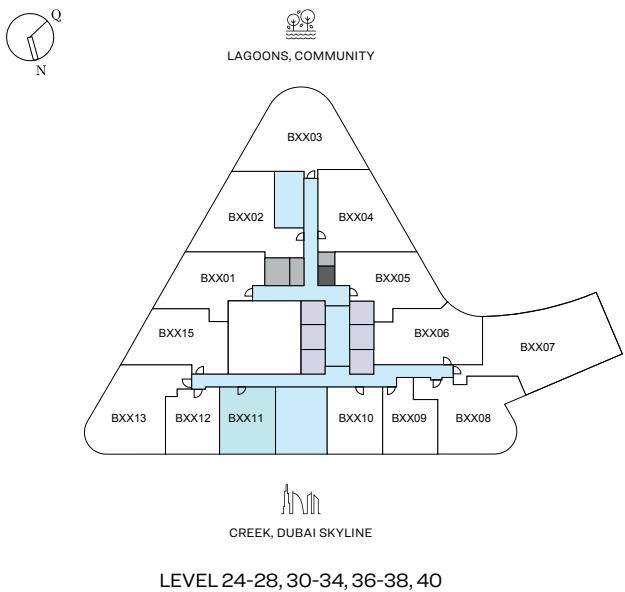 Q
N
LAGOONS, COMMUNITY
BXX03
BXX02
BXX04
BXX01
BXX05
BXX15
BXX06
BXX07
BXX13
BXX12
BXX11
BXX10
BXX09
BXX08
CREEK, DUBAI SKYLINE
LEVEL 24-28, 30-34, 36-38, 40